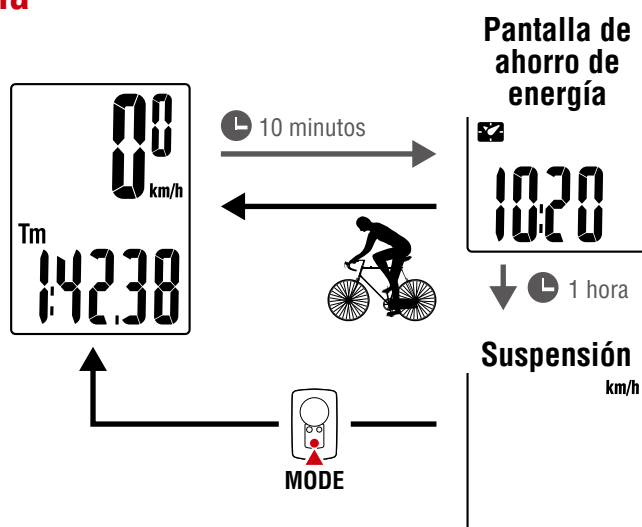 Pantalla de
ahorro de
energía
0⁰
km/h
10 minutos
10:20
Tm
1:42.38
1 hora
Suspensión
km/h
MODE